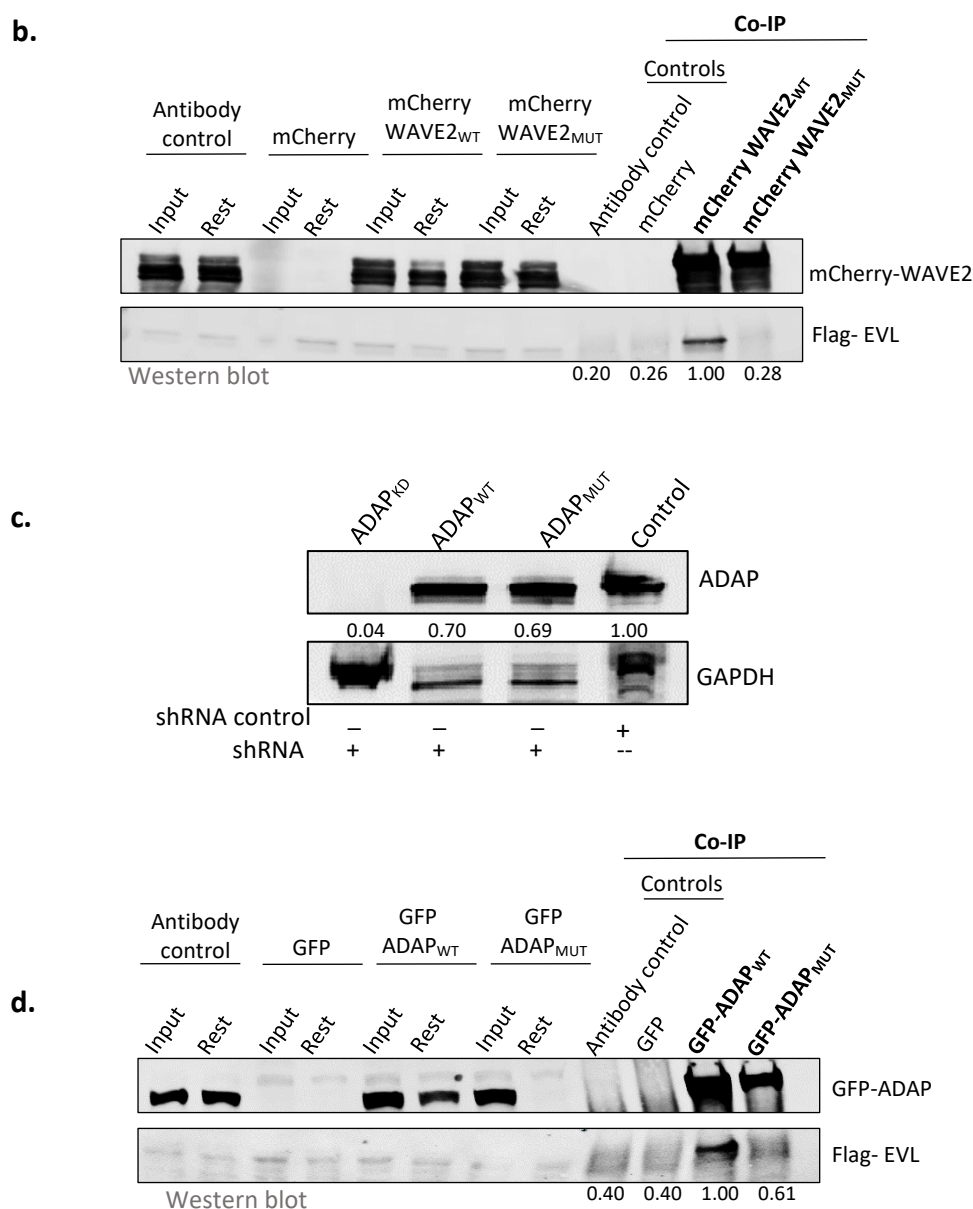 b.
Co-IP
Controls
Antibody control
mCherry
mCherry WAVE2WT
mCherry WAVE2MUT
Antibody control
mCherry
mCherry WAVE2WT
mCherry WAVE2MUT
Input
Rest
Input
Rest
Input
Rest
Input
Rest
mCherry-WAVE2
Flag- EVL
0.20 0.26 1.00 0.28
Western blot
c.
ADAPKD
ADAPWT
ADAPMUT
Control
ADAP
0.04 0.70 0.69 1.00
GAPDH
shRNA control – – – +
shRNA + + + --
Co-IP
Controls
Antibody control
GFP
GFP ADAPWT
GFP ADAPMUT
d.
Antibody control
GFP
GFP-ADAPWT
GFP-ADAPMUT
Input
Rest
Input
Rest
Input
Rest
Input
Rest
GFP-ADAP
Flag- EVL
0.40 0.40 1.00 0.61
Western blot